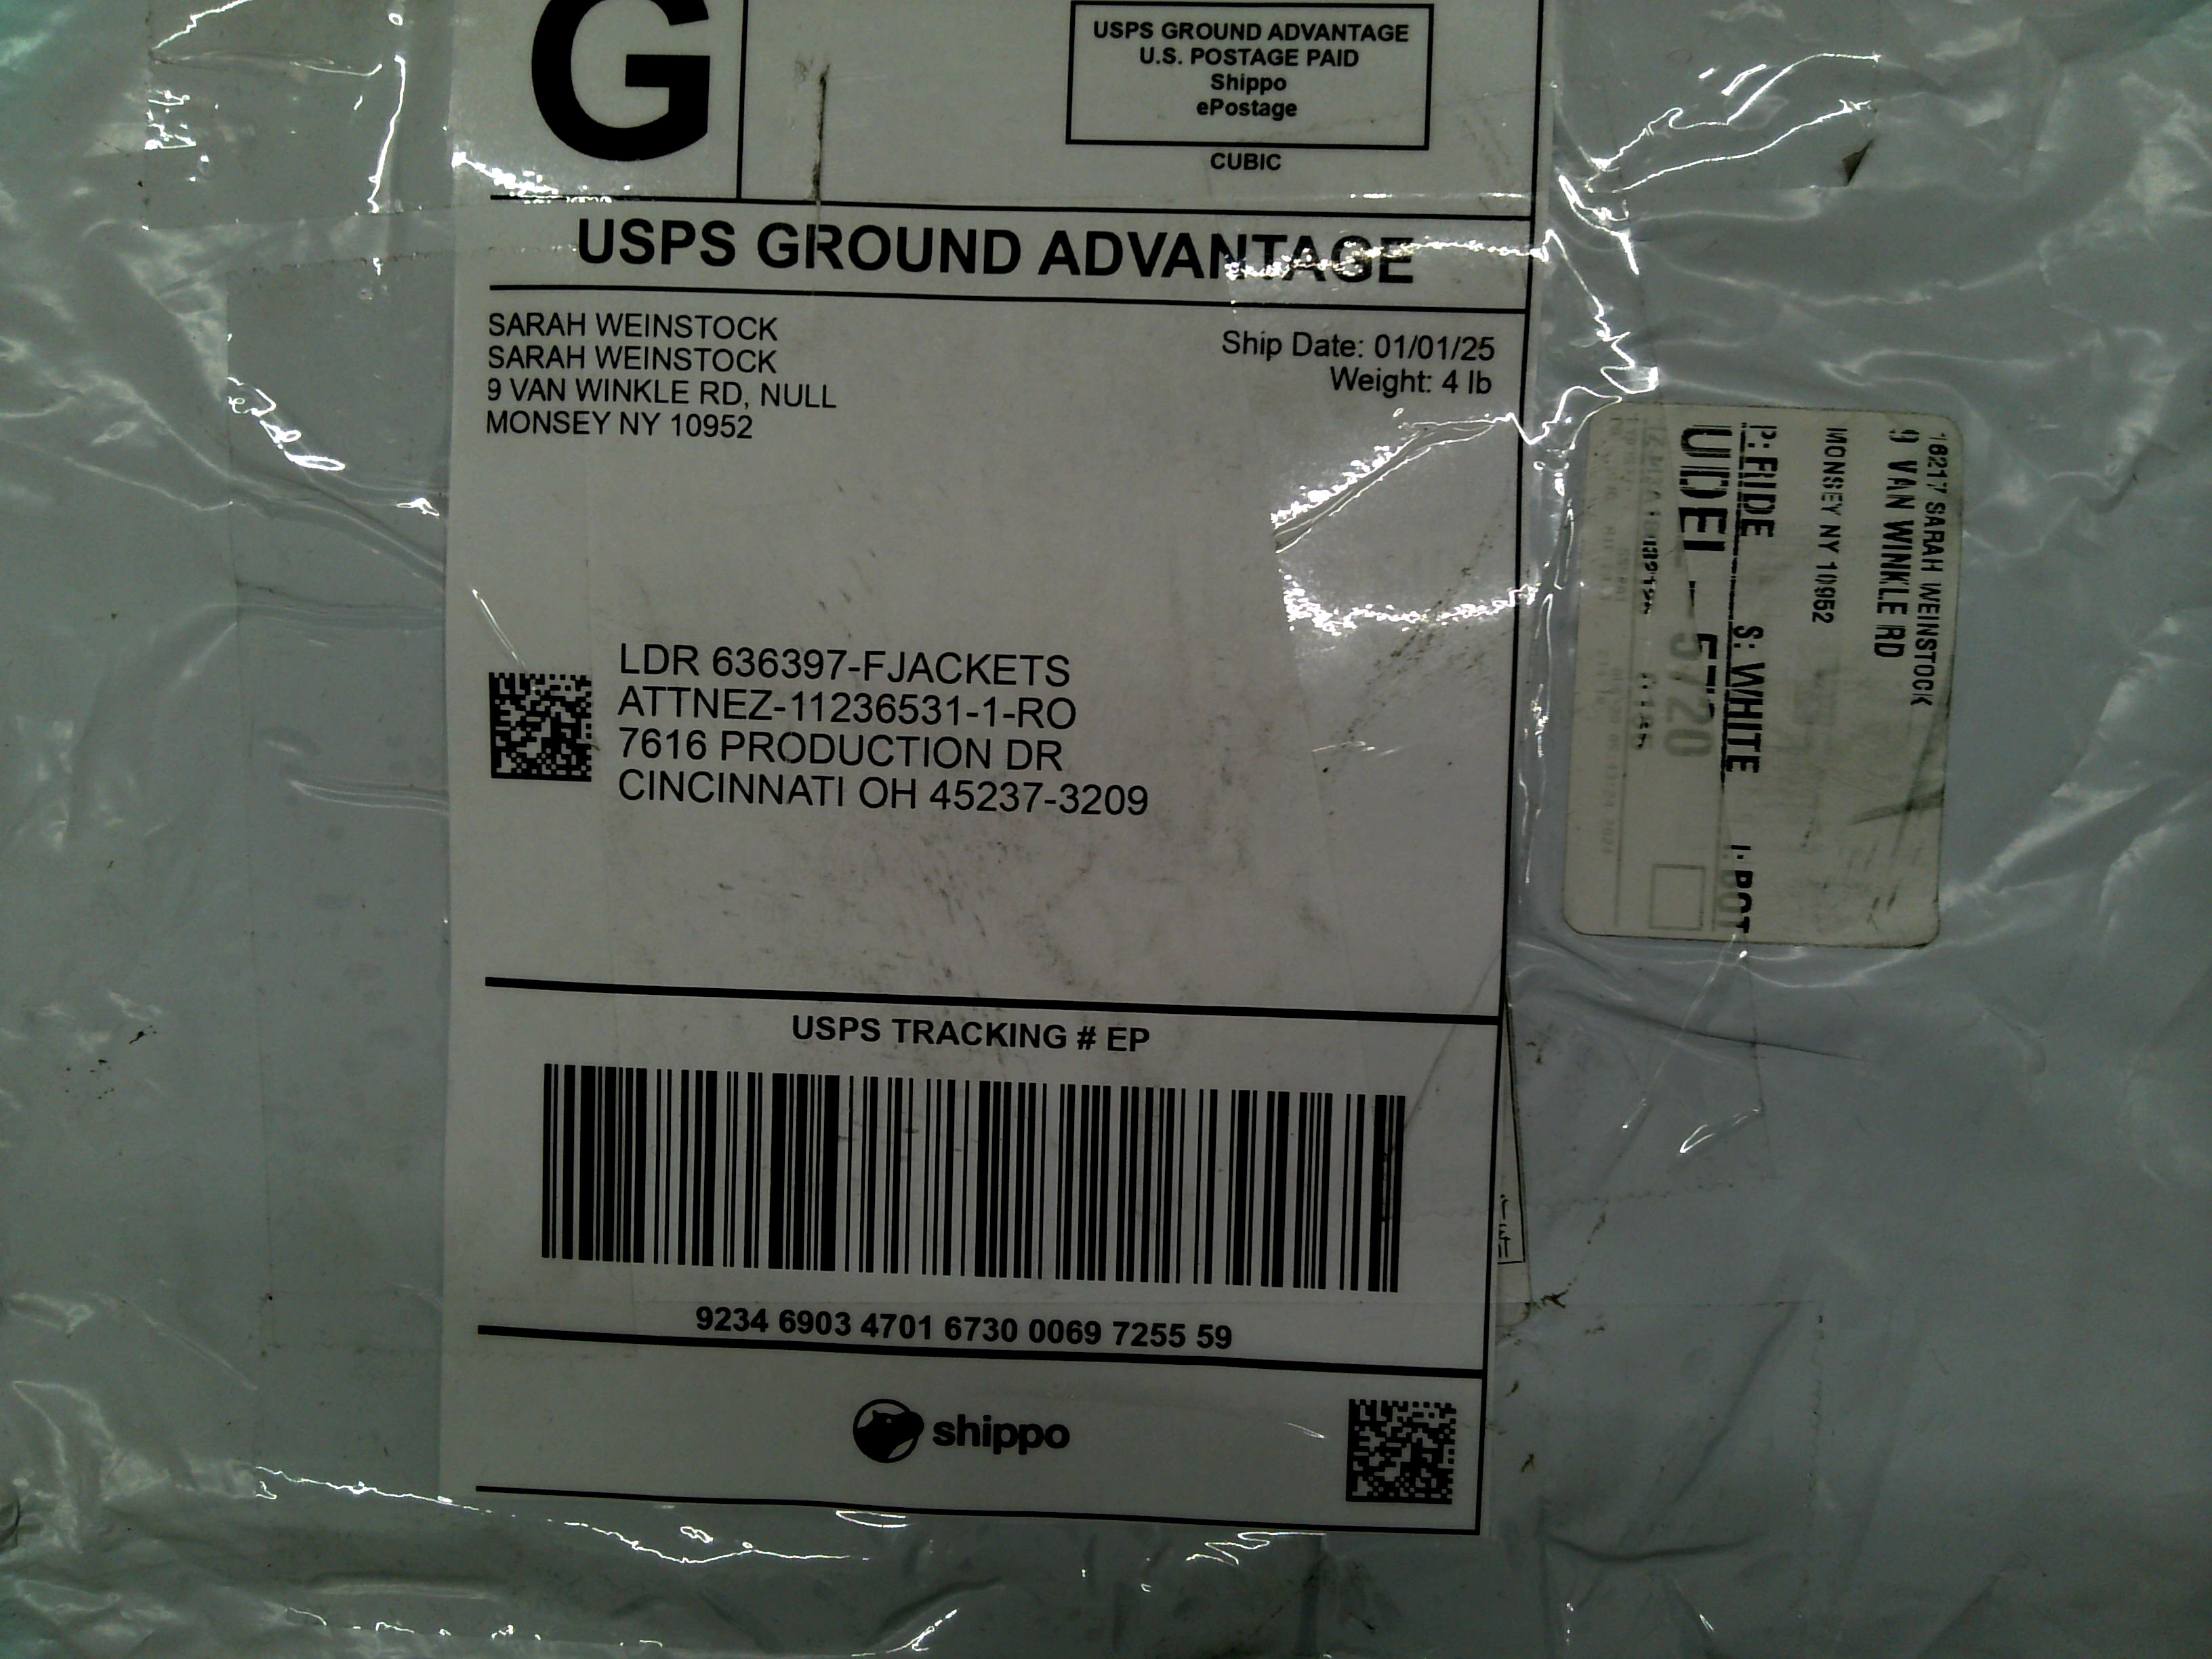 G
USPS GROUND ADVANTAGE
U.S. POSTAGE PAID
Shippo
ePostage
CUBIC
USPS GROUND ADVANTAGE
SARAH WEINSTOCK
SARAH WEINSTOCK
9 VAN WINKLE RD, NULL
MONSEY NY 10952
Ship Date: 01/01/25
Weight: 4 lb
LDR 636397-FJACKETS
ATTNEZ-11236531-1-RO
7616 PRODUCTION DR
CINCINNATI OH 45237-3209
USPS TRACKING # EP
9234 6903 4701 6730 0069 7255 59
shippo
SARAH WEINSTOCK
9 VAN WINKLE RD
MONSEY NY 10952
P: FRIDE S: WHITE
5720